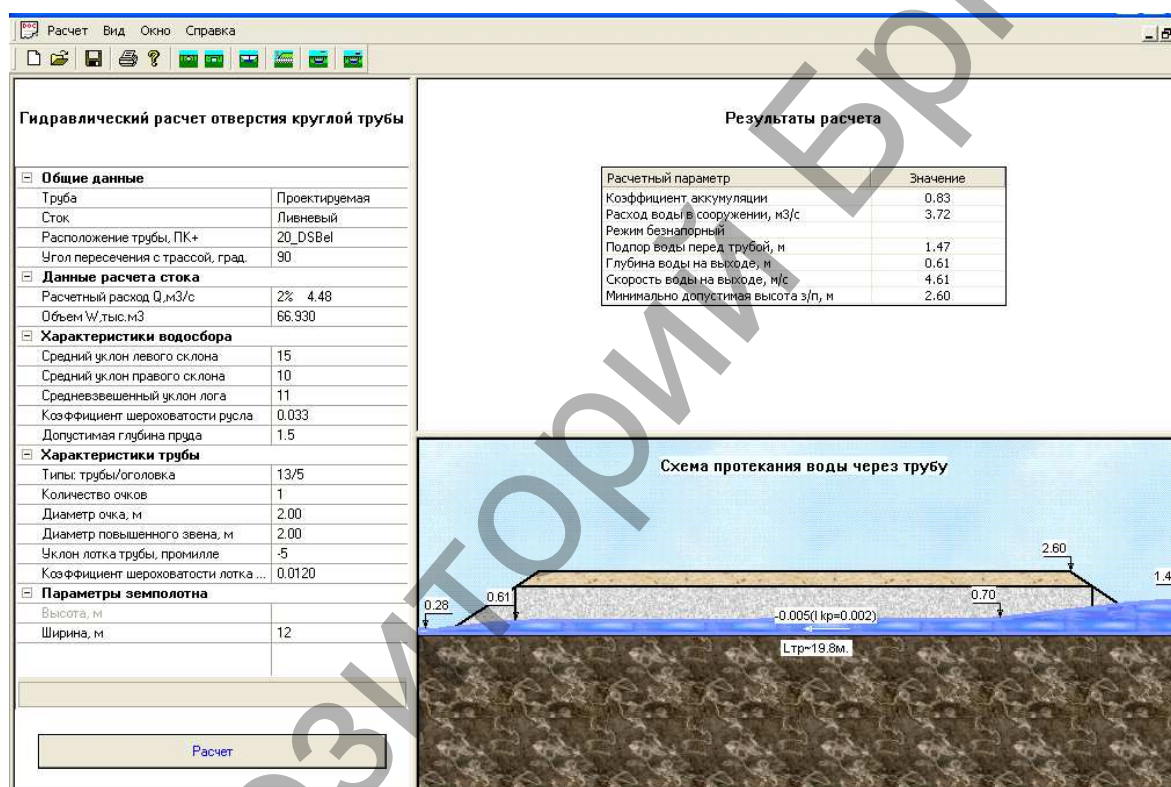 Расчет Вид Окно Справка
Гидравлический расчет отверстия круглой трубы
Общие данные
Труба Проектируемая
Сток Ливневый
Расположение трубы, ПК+ 20_DSBel
Угол пересечения с трассой, град. 90
Данные расчета стока
Расчетный расход Q,м3/с 2% 4.48
Объем W,тыс.м3 66.930
Характеристики водосбора
Средний уклон левого склона 15
Средний уклон правого склона 10
Средневзвешенный уклон лога 11
Коэффициент шероховатости русла 0.033
Допустимая глубина пруда 1.5
Характеристики трубы
Типы: трубы/оголовка 13/5
Количество очков 1
Диаметр очка, м 2.00
Диаметр повышенного звена, м 2.00
Уклон лотка трубы, промилле -5
Коэффициент шероховатости лотка ... 0.0120
Параметры земполотна
Высота, м
Ширина, м 12
Расчет
Результаты расчета
Расчетный параметр Значение
Коэффициент аккумуляции 0.83
Расход воды в сооружении, м3/с 3.72
Режим безнапорный
Подпор воды перед трубой, м 1.47
Глубина воды на выходе, м 0.61
Скорость воды на выходе, м/с 4.61
Минимально допустимая высота з/п, м 2.60
Схема протекания воды через трубу
2.60
1.4
0.28
0.61
0.70
-0.005(I кр=0.002)
Lтр~19.8м.